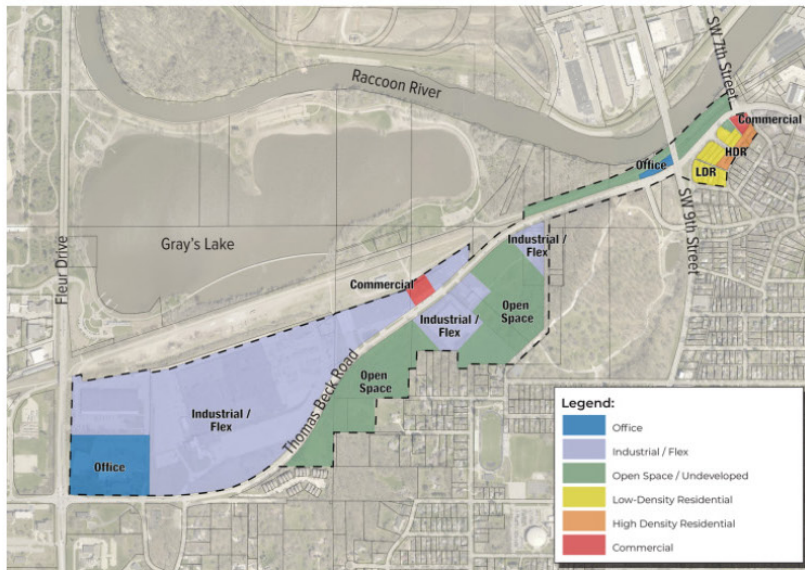 SW 7th Street
Raccoon River
Commercial
HDR
Office
LDR
SW 9th Street
Gray's Lake
Fleur Drive
Industrial /
Flex
Commercial
Open
Space
Industrial /
Flex
Thomas Beck Road
Open
Space
Industrial /
Flex
Office
Legend:
Office
Industrial / Flex
Open Space / Undeveloped
Low-Density Residential
High Density Residential
Commercial